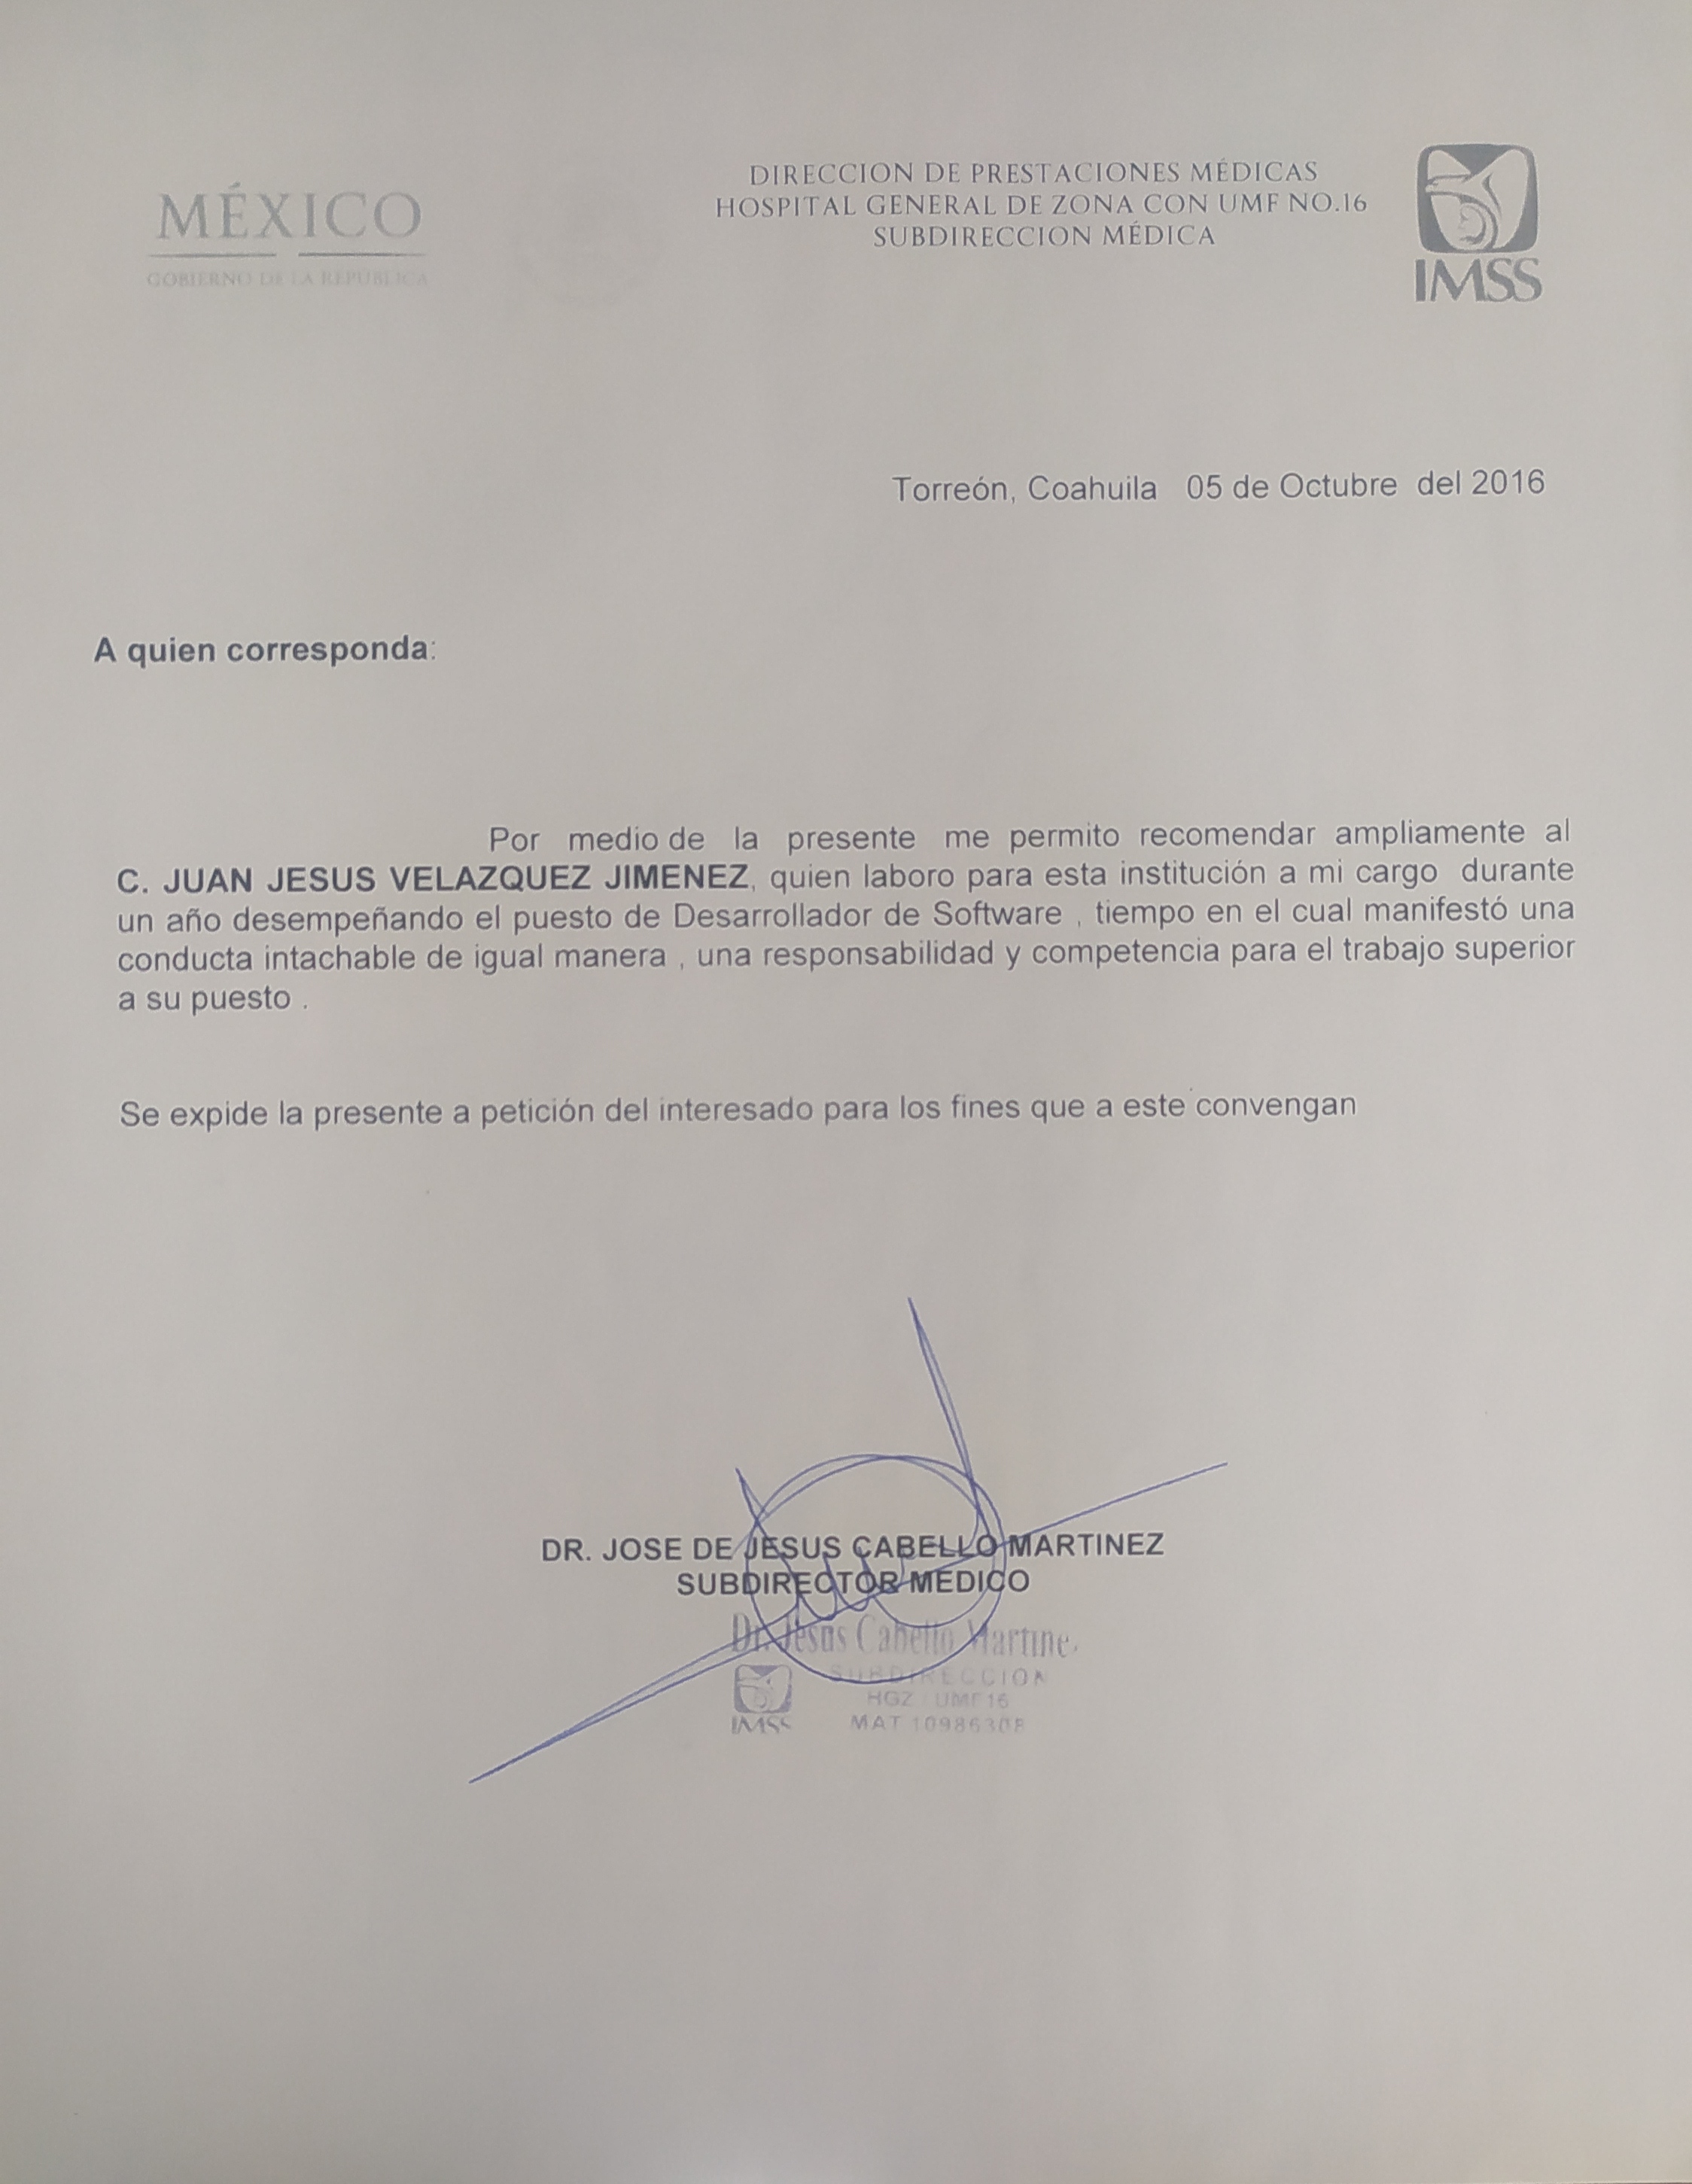 MÉXICO
GOBIERNO DE LA REPÚBLICA
DIRECCION DE PRESTACIONES MÉDICAS
HOSPITAL GENERAL DE ZONA CON UMF NO.16
SUBDIRECCION MÉDICA
IMSS
Torreón, Coahuila 05 de Octubre del 2016
A quien corresponda:
Por medio de la presente me permito recomendar ampliamente al
C. JUAN JESUS VELAZQUEZ JIMENEZ, quien laboro para esta institución a mi cargo durante
un año desempeñando el puesto de Desarrollador de Software , tiempo en el cual manifestó una
conducta intachable de igual manera , una responsabilidad y competencia para el trabajo superior
a su puesto .
Se expide la presente a petición del interesado para los fines que a este convengan
DR. JOSE DE JESUS CABELLO MARTINEZ
SUBDIRECTOR MEDICO
Dr. Jesus Cabello Martine
SUBDIRECCION
HGZ UMF 16
IMSS MAT